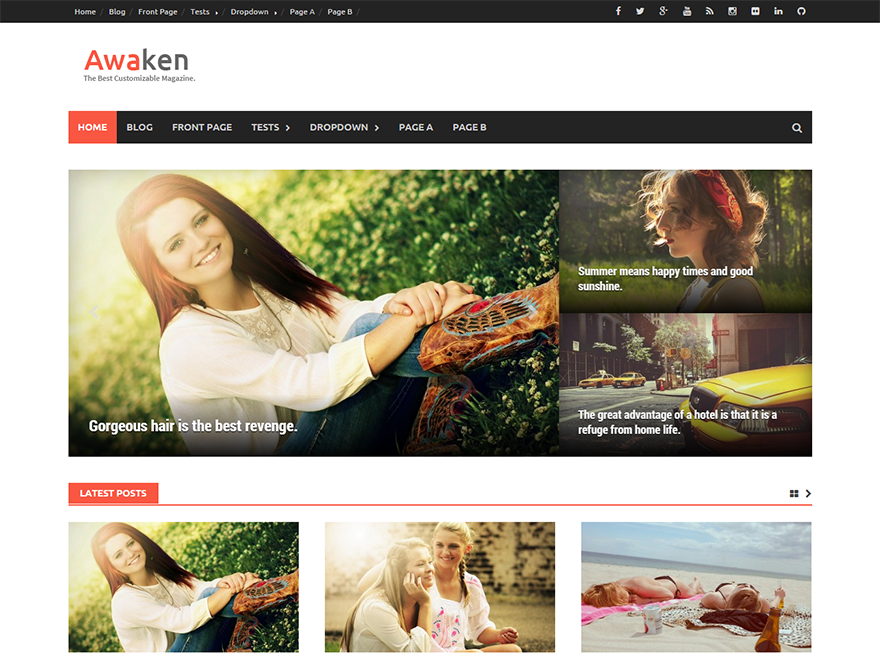 Home / Blog / Front Page / Tests / Dropdown / Page A / Page B /
Awaken
The Best Customizable Magazine.
HOME BLOG FRONT PAGE TESTS DROPDOWN PAGE A PAGE B
Gorgeous hair is the best revenge.
Summer means happy times and good
sunshine.
The great advantage of a hotel is that it is a
refuge from home life.
LATEST POSTS